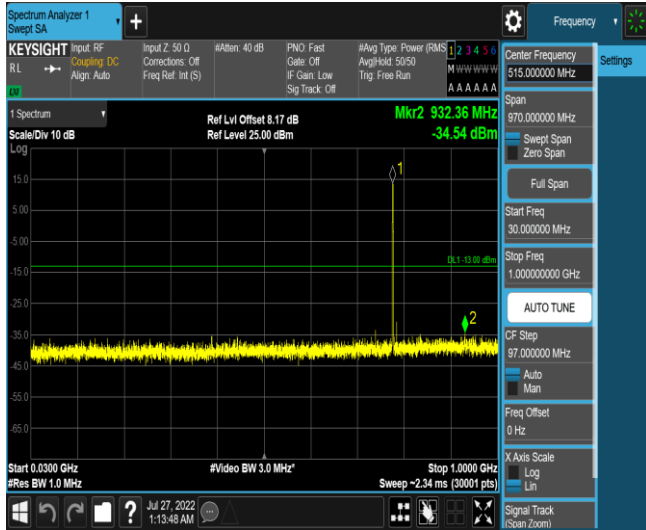 Spectrum Analyzer 1
Swept SA
Frequency
KEYSIGHT
RL
Input: RF
Coupling: DC
Align: Auto
Input Z: 50 Ω
Corrections: Off
Freq Ref: Int (S)
#Atten: 40 dB
PNO: Fast
Gate: Off
IF Gain: Low
Sig Track: Off
#Avg Type: Power (RMS
Avg|Hold: 50/50
Trig: Free Run
1 2 3 4 5 6
M W W W W W
A A A A A A
LXI
1 Spectrum
Scale/Div 10 dB
Log
Ref Lvl Offset 8.17 dB
Ref Level 25.00 dBm
Mkr2 932.36 MHz
-34.54 dBm
15.0
5.00
-5.00
-15.0
-25.0
-35.0
-45.0
-55.0
-65.0
1
DL1 -13.00 dBm
2
Start 0.0300 GHz
#Res BW 1.0 MHz
#Video BW 3.0 MHz*
Stop 1.0000 GHz
Sweep ~2.34 ms (30001 pts)
Center Frequency
515.000000 MHz
Settings
Span
970.000000 MHz
Swept Span
Zero Span
Full Span
Start Freq
30.000000 MHz
Stop Freq
1.000000000 GHz
AUTO TUNE
CF Step
97.000000 MHz
Auto
Man
Freq Offset
0 Hz
X Axis Scale
Log
Lin
Signal Track
(Span Zoom)
?
Jul 27, 2022
1:13:48 AM